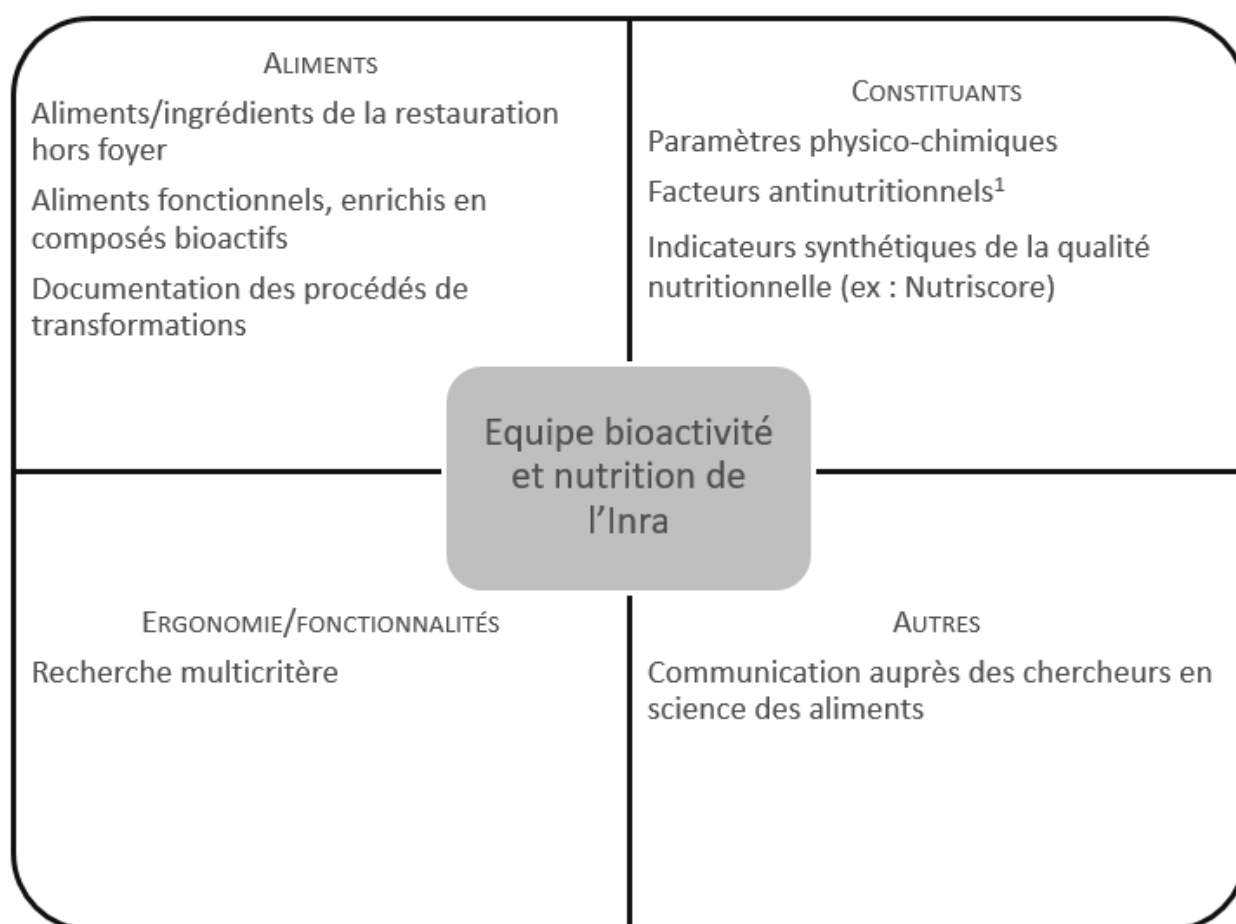 ALIMENTS
Aliments/ingrédients de la restauration
hors foyer
Aliments fonctionnels, enrichis en
composés bioactifs
Documentation des procédés de
transformations
CONSTITUANTS
Paramètres physico-chimiques
Facteurs antinutritionnels¹
Indicateurs synthétiques de la qualité
nutritionnelle (ex : Nutriscore)
Equipe bioactivité
et nutrition de
l'Inra
ERGONOMIE/FONCTIONNALITÉS
Recherche multicritère
AUTRES
Communication auprès des chercheurs en
science des aliments